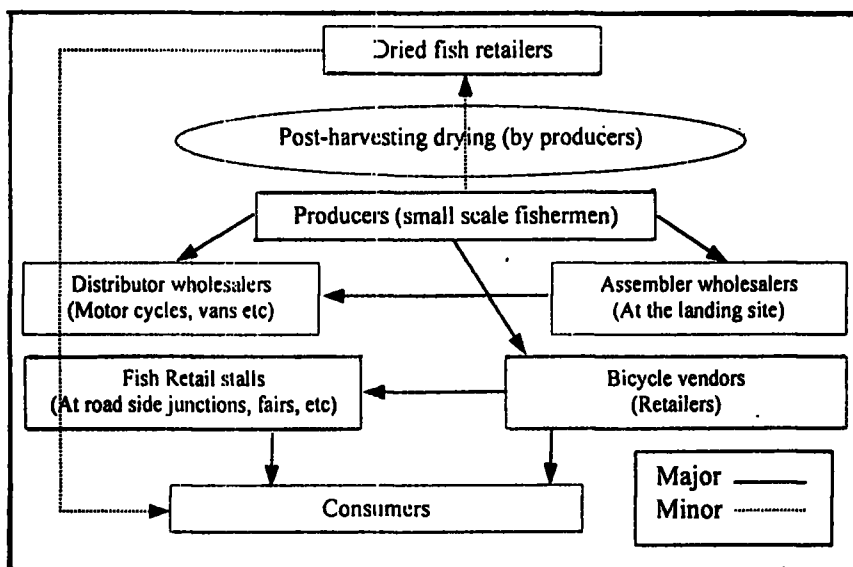 Dried fish retailers
Post-harvesting drying (by producers)
Producers (small scale fishermen)
Distributor wholesalers
(Motor cycles, vans etc)
Assembler wholesalers
(At the landing site)
Fish Retail stalls
(At road side junctions, fairs, etc)
Bicycle vendors
(Retailers)
Consumers
Major
Minor